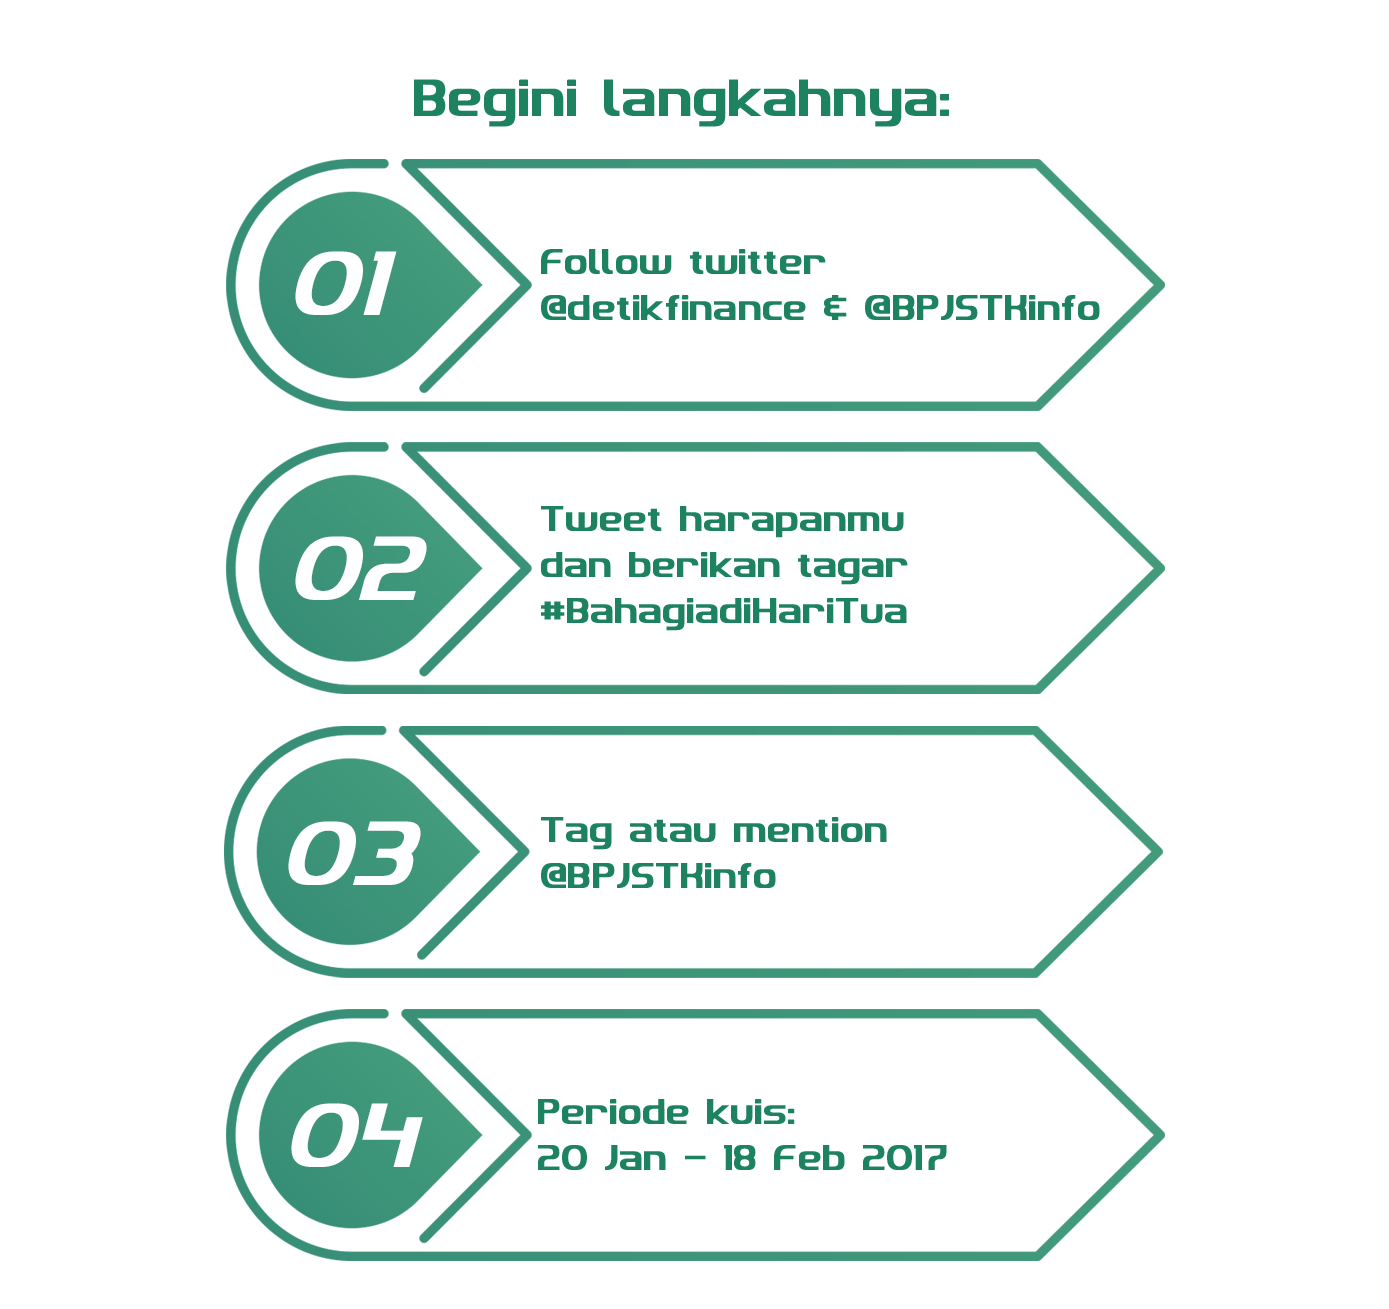 Begini langkahnya:
01
Follow twitter
@detikfinance & @BPJSTKinfo
02
Tweet harapanmu
dan berikan tagar
#BahagiadiHariTua
03
Tag atau mention
@BPJSTKinfo
04
Periode kuis:
20 Jan - 18 Feb 2017